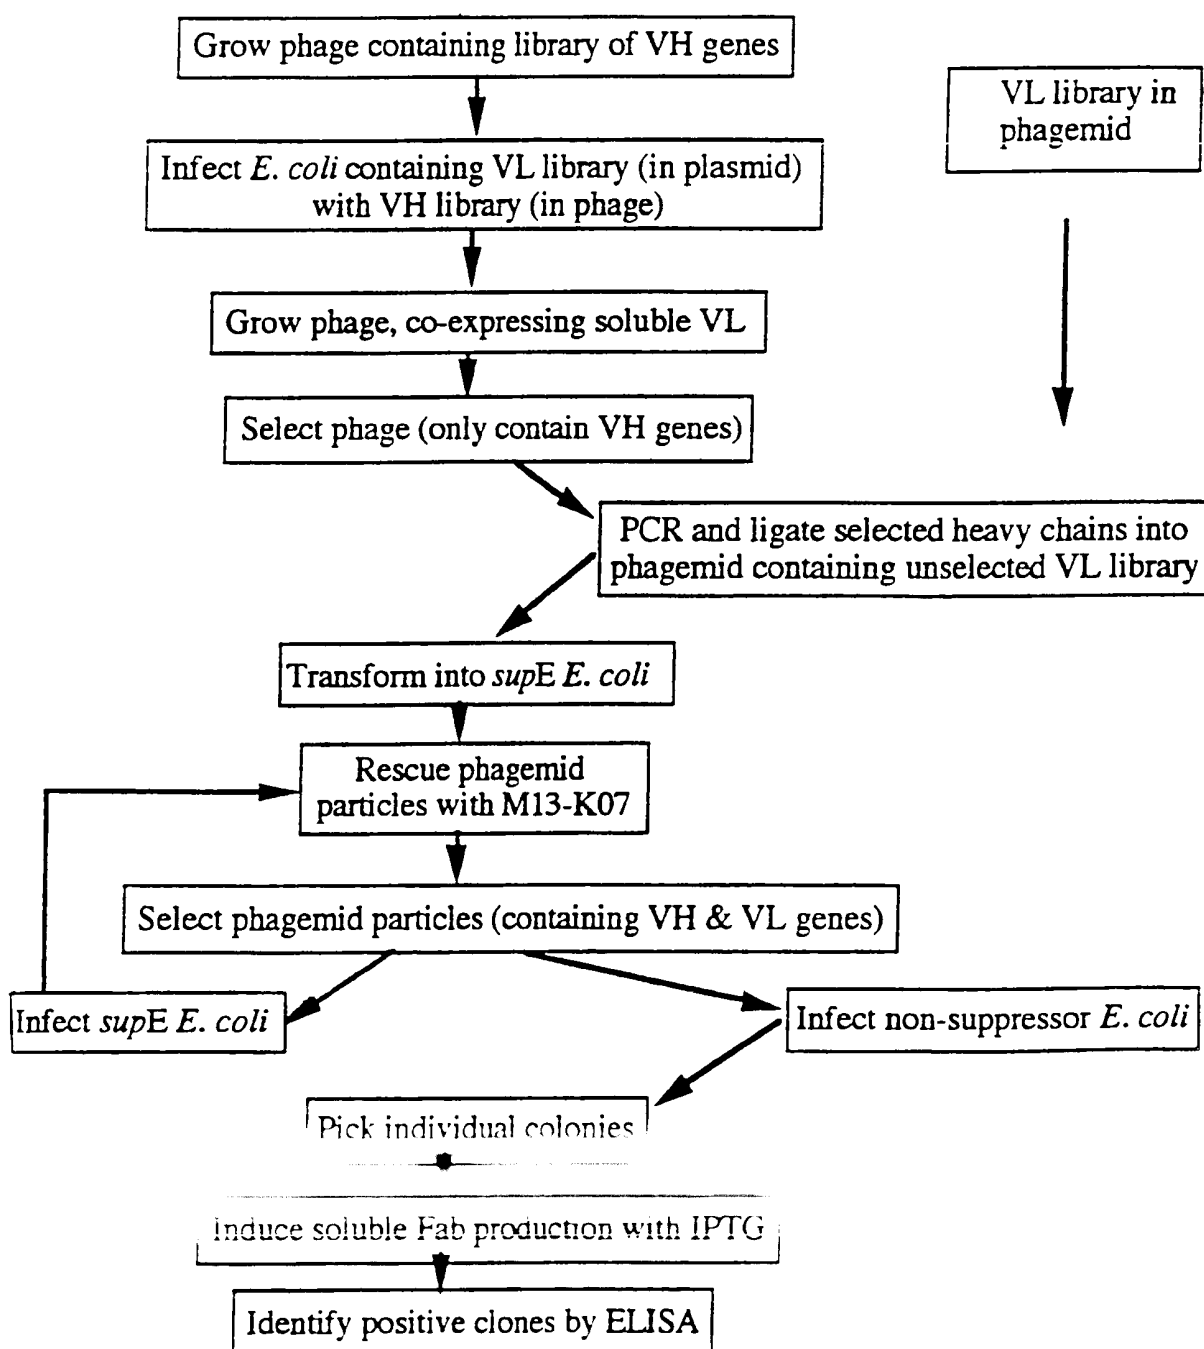 Grow phage containing library of VH genes
VL library in
phagemid
Infect E. coli containing VL library (in plasmid)
with VH library (in phage)
Grow phage, co-expressing soluble VL
Select phage (only contain VH genes)
PCR and ligate selected heavy chains into
phagemid containing unselected VL library
Transform into supE E. coli
Rescue phagemid
particles with M13-K07
Select phagemid particles (containing VH & VL genes)
Infect supE E. coli
Infect non-suppressor E. coli
Pick individual colonies
Induce soluble Fab production with IPTG
Identify positive clones by ELISA